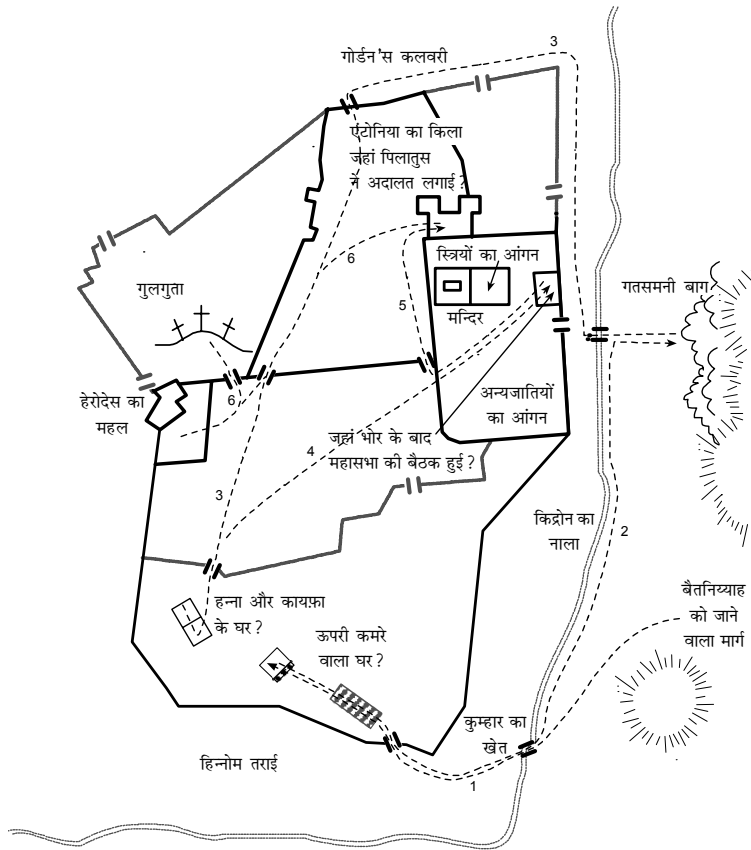 गोर्डन'स कलवरी
3
एंटोनिया का किला
जहां पिलातुस
ने अदालत लगाई?
6
स्त्रियों का आंगन
गुलगुता
5
मन्दिर
गतसमनी बाग
हेरोदेस का
महल
6
अन्यजातियों
का आंगन
जहां भोर के बाद
महासभा की बैठक हुई?
4
3
किद्रोन का
नाला
2
बैतनिय्याह
को जाने
वाला मार्ग
हन्ना और कायफ़ा
के घर?
ऊपरी कमरे
वाला घर?
कुम्हार का
खेत
हिन्नोम तराई
1